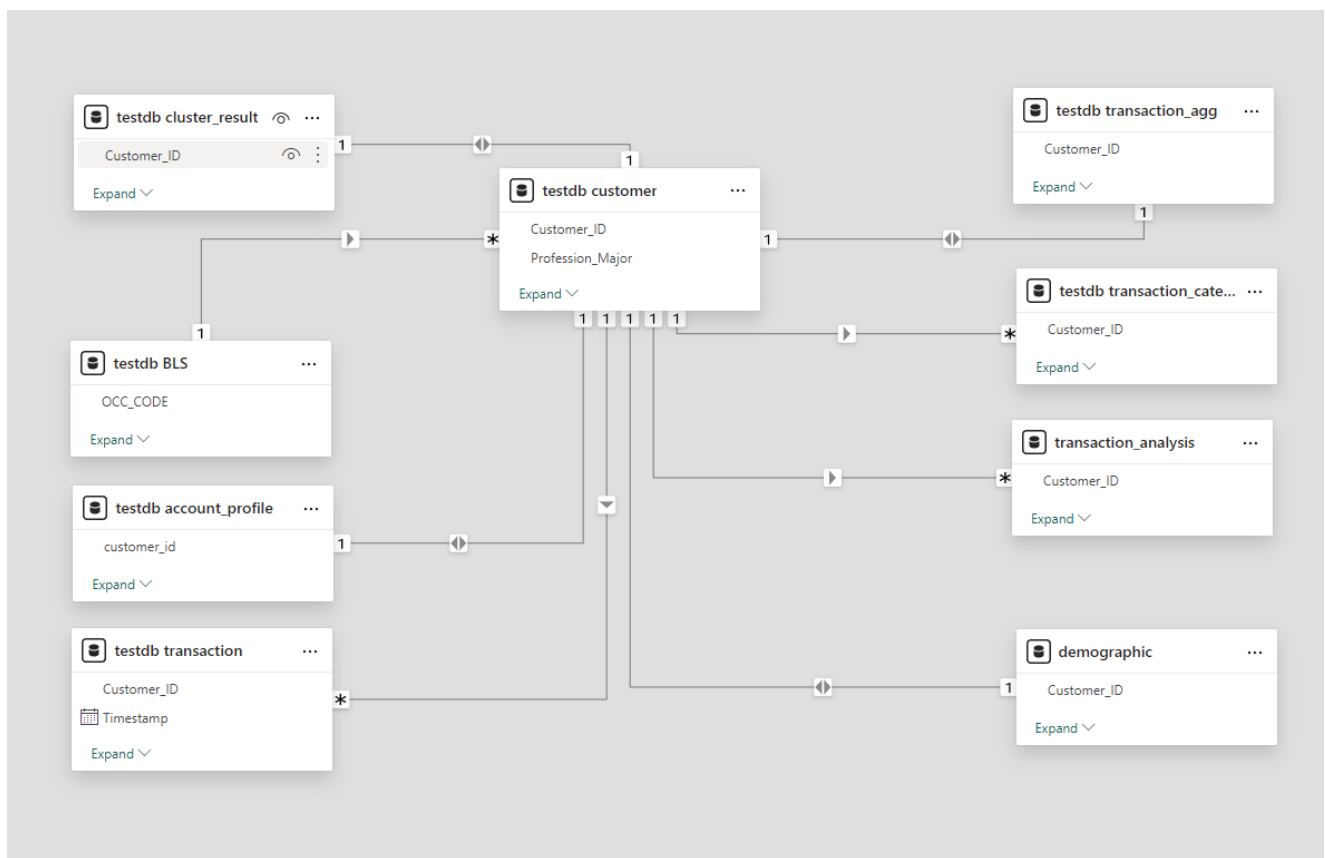 testdb cluster_result
Customer_ID
Expand
1
1
testdb customer
Customer_ID
Profession_Major
Expand
*
1
1 1 1 1 1
testdb transaction_agg
Customer_ID
Expand
1
testdb transaction_cate...
Customer_ID
Expand
*
1
testdb BLS
OCC_CODE
Expand
transaction_analysis
Customer_ID
Expand
*
testdb account_profile
customer_id
Expand
1
testdb transaction
Customer_ID
Timestamp
Expand
*
demographic
Customer_ID
Expand
1